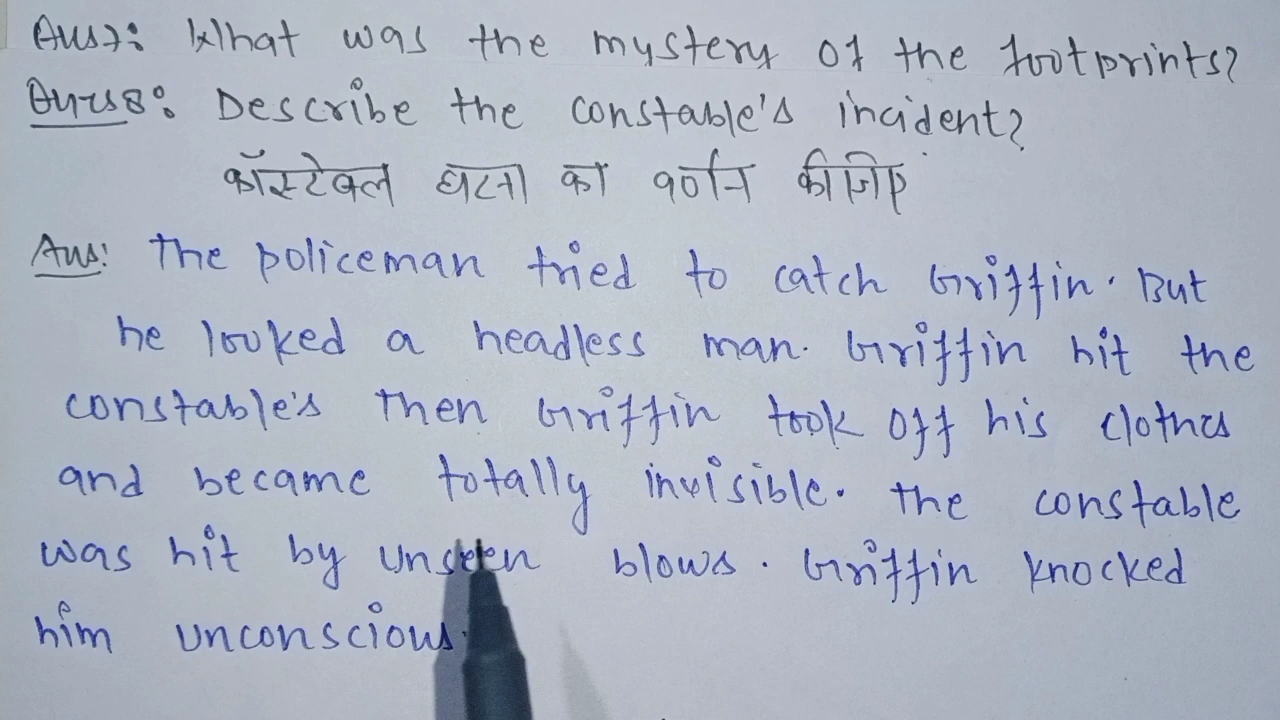 Ans7: What was the mystery of the footprints?
Ques8: Describe the constable's incident?
कॉस्टेबल घटना का वर्णन कीजिए
Ans: The policeman tried to catch Griffin. But
he looked a headless man. Griffin hit the
constable's then Griffin took off his clothes
and became totally invisible. The constable
was hit by unseen blows. Griffin knocked
him unconscious.